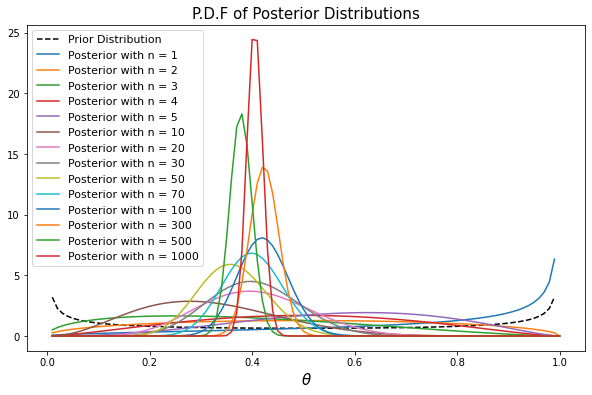 P.D.F of Posterior Distributions
25
20
15
10
5
0
Prior Distribution
Posterior with n = 1
Posterior with n = 2
Posterior with n = 3
Posterior with n = 4
Posterior with n = 5
Posterior with n = 10
Posterior with n = 20
Posterior with n = 30
Posterior with n = 50
Posterior with n = 70
Posterior with n = 100
Posterior with n = 300
Posterior with n = 500
Posterior with n = 1000
0.0 0.2 0.4 0.6 0.8 1.0
θ